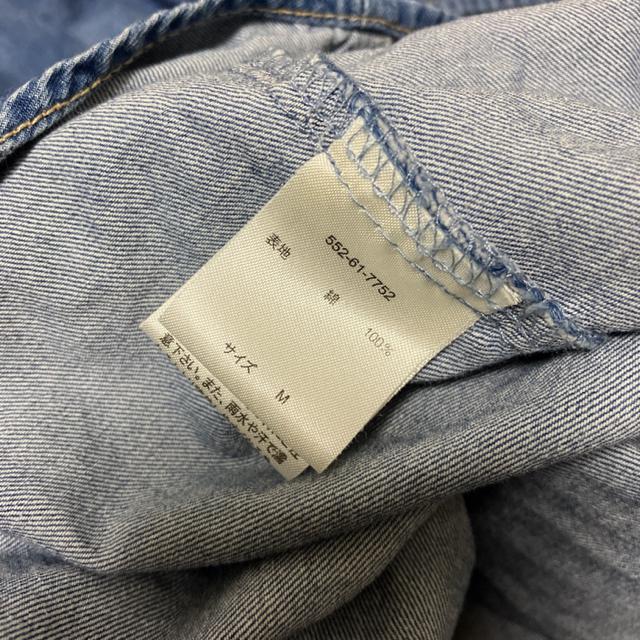 552-61-7752
表地
綿 100%
サイズ M
意下さい。また、雨水や汗で濡